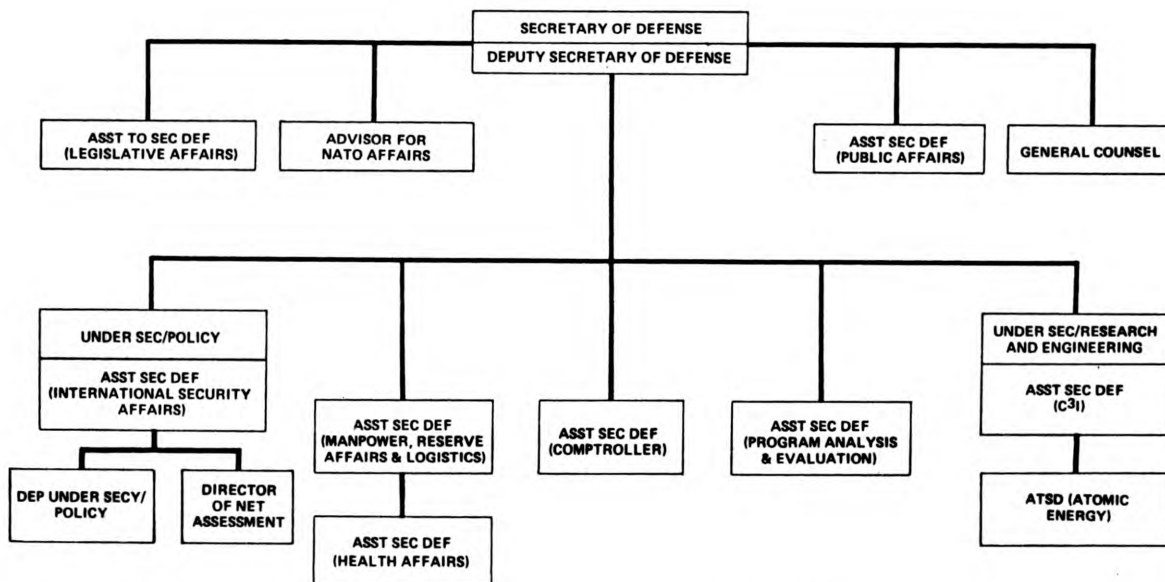 SECRETARY OF DEFENSE
DEPUTY SECRETARY OF DEFENSE
ASST TO SEC DEF
(LEGISLATIVE AFFAIRS)
ADVISOR FOR
NATO AFFAIRS
ASST SEC DEF
(PUBLIC AFFAIRS)
GENERAL COUNSEL
UNDER SEC/POLICY
ASST SEC DEF
(INTERNATIONAL SECURITY
AFFAIRS)
DEP UNDER SECY/
POLICY
DIRECTOR
OF NET
ASSESSMENT
ASST SEC DEF
(MANPOWER, RESERVE
AFFAIRS & LOGISTICS)
ASST SEC DEF
(HEALTH AFFAIRS)
ASST SEC DEF
(COMPTROLLER)
ASST SEC DEF
(PROGRAM ANALYSIS
& EVALUATION)
UNDER SEC/RESEARCH
AND ENGINEERING
ASST SEC DEF
(C³I)
ATSD (ATOMIC
ENERGY)